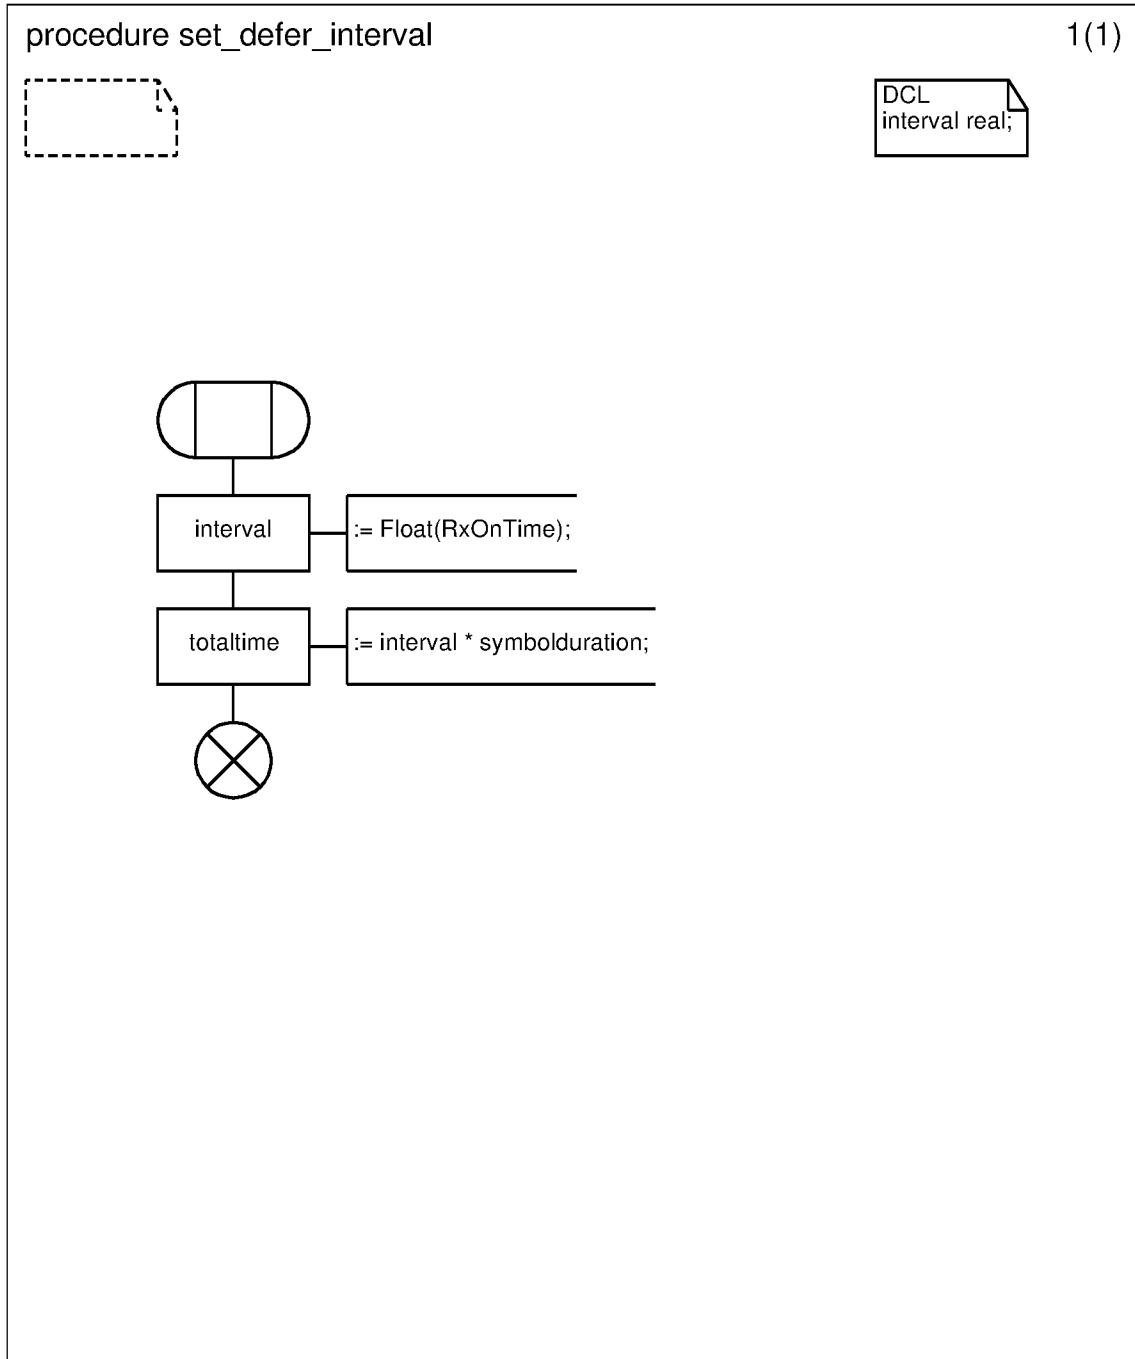 procedure set_defer_interval
1(1)
DCL
interval real;
interval
:= Float(RxOnTime);
totaltime
:= interval * symbolduration;